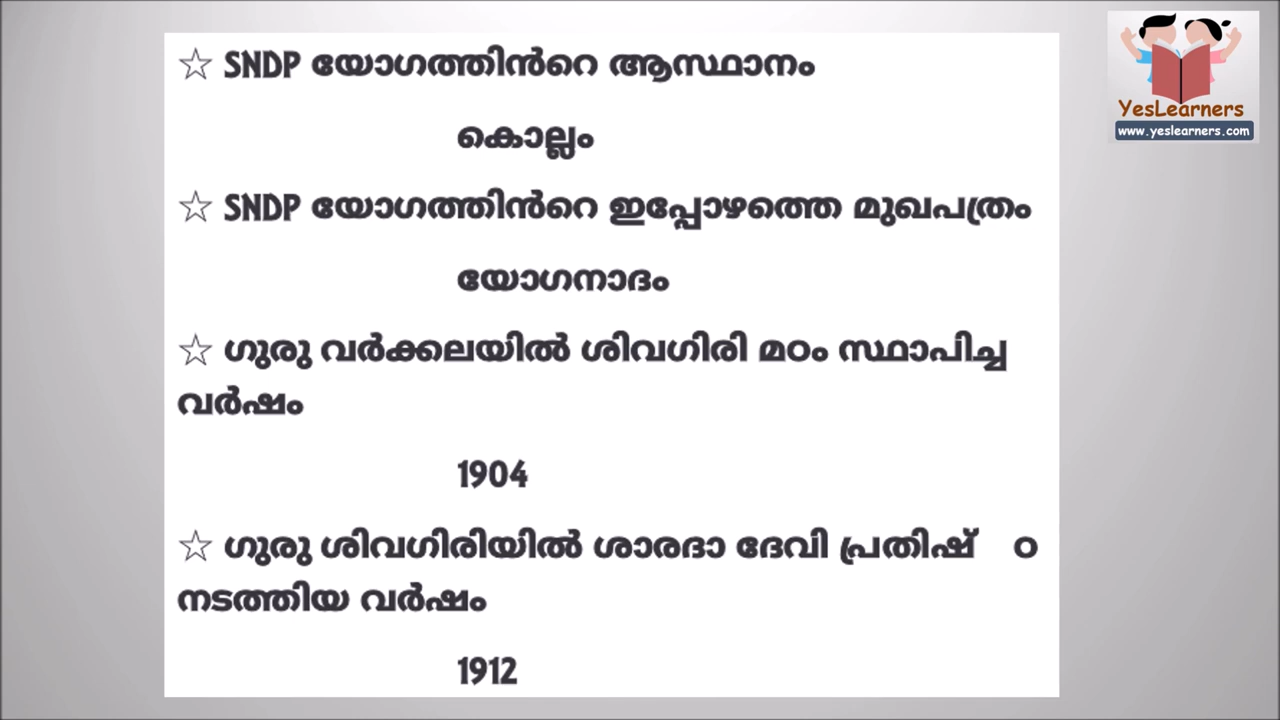 ☆ SNDP യോഗത്തിൻറെ ആസ്ഥാനം
കൊല്ലം
☆ SNDP യോഗത്തിൻറെ ഇപ്പോഴത്തെ മുഖപത്രം
യോഗനാദം
☆ ഗുരു വർക്കലയിൽ ശിവഗിരി മഠം സ്ഥാപിച്ച
വർഷം
1904
☆ ഗുരു ശിവഗിരിയിൽ ശാരദാ ദേവി പ്രതിഷ് ഠ
നടത്തിയ വർഷം
1912
YesLearners
www.yeslearners.com